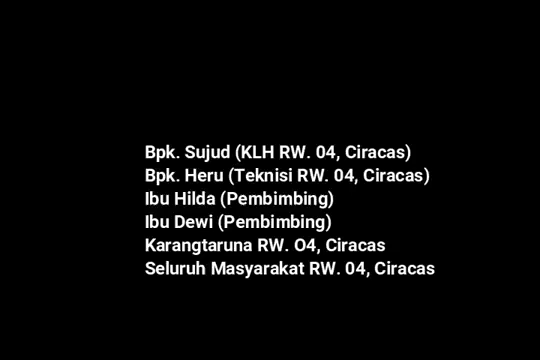 Bpk. Sujud (KLH RW. 04, Ciracas)
Bpk. Heru (Teknisi RW. 04, Ciracas)
Ibu Hilda (Pembimbing)
Ibu Dewi (Pembimbing)
Karangtaruna RW. O4, Ciracas
Seluruh Masyarakat RW. 04, Ciracas